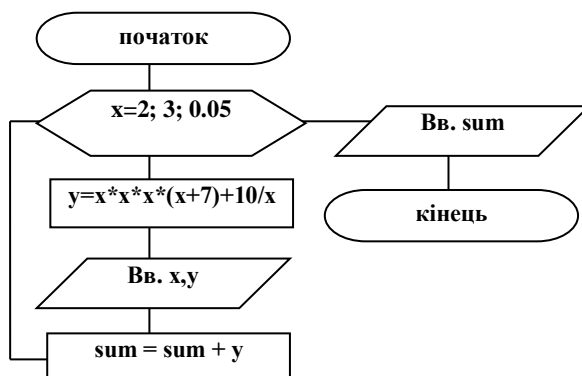 початок
x=2; 3; 0.05
Вв. sum
y=x*x*x*(x+7)+10/x
кінець
Вв. x,y
sum = sum + y